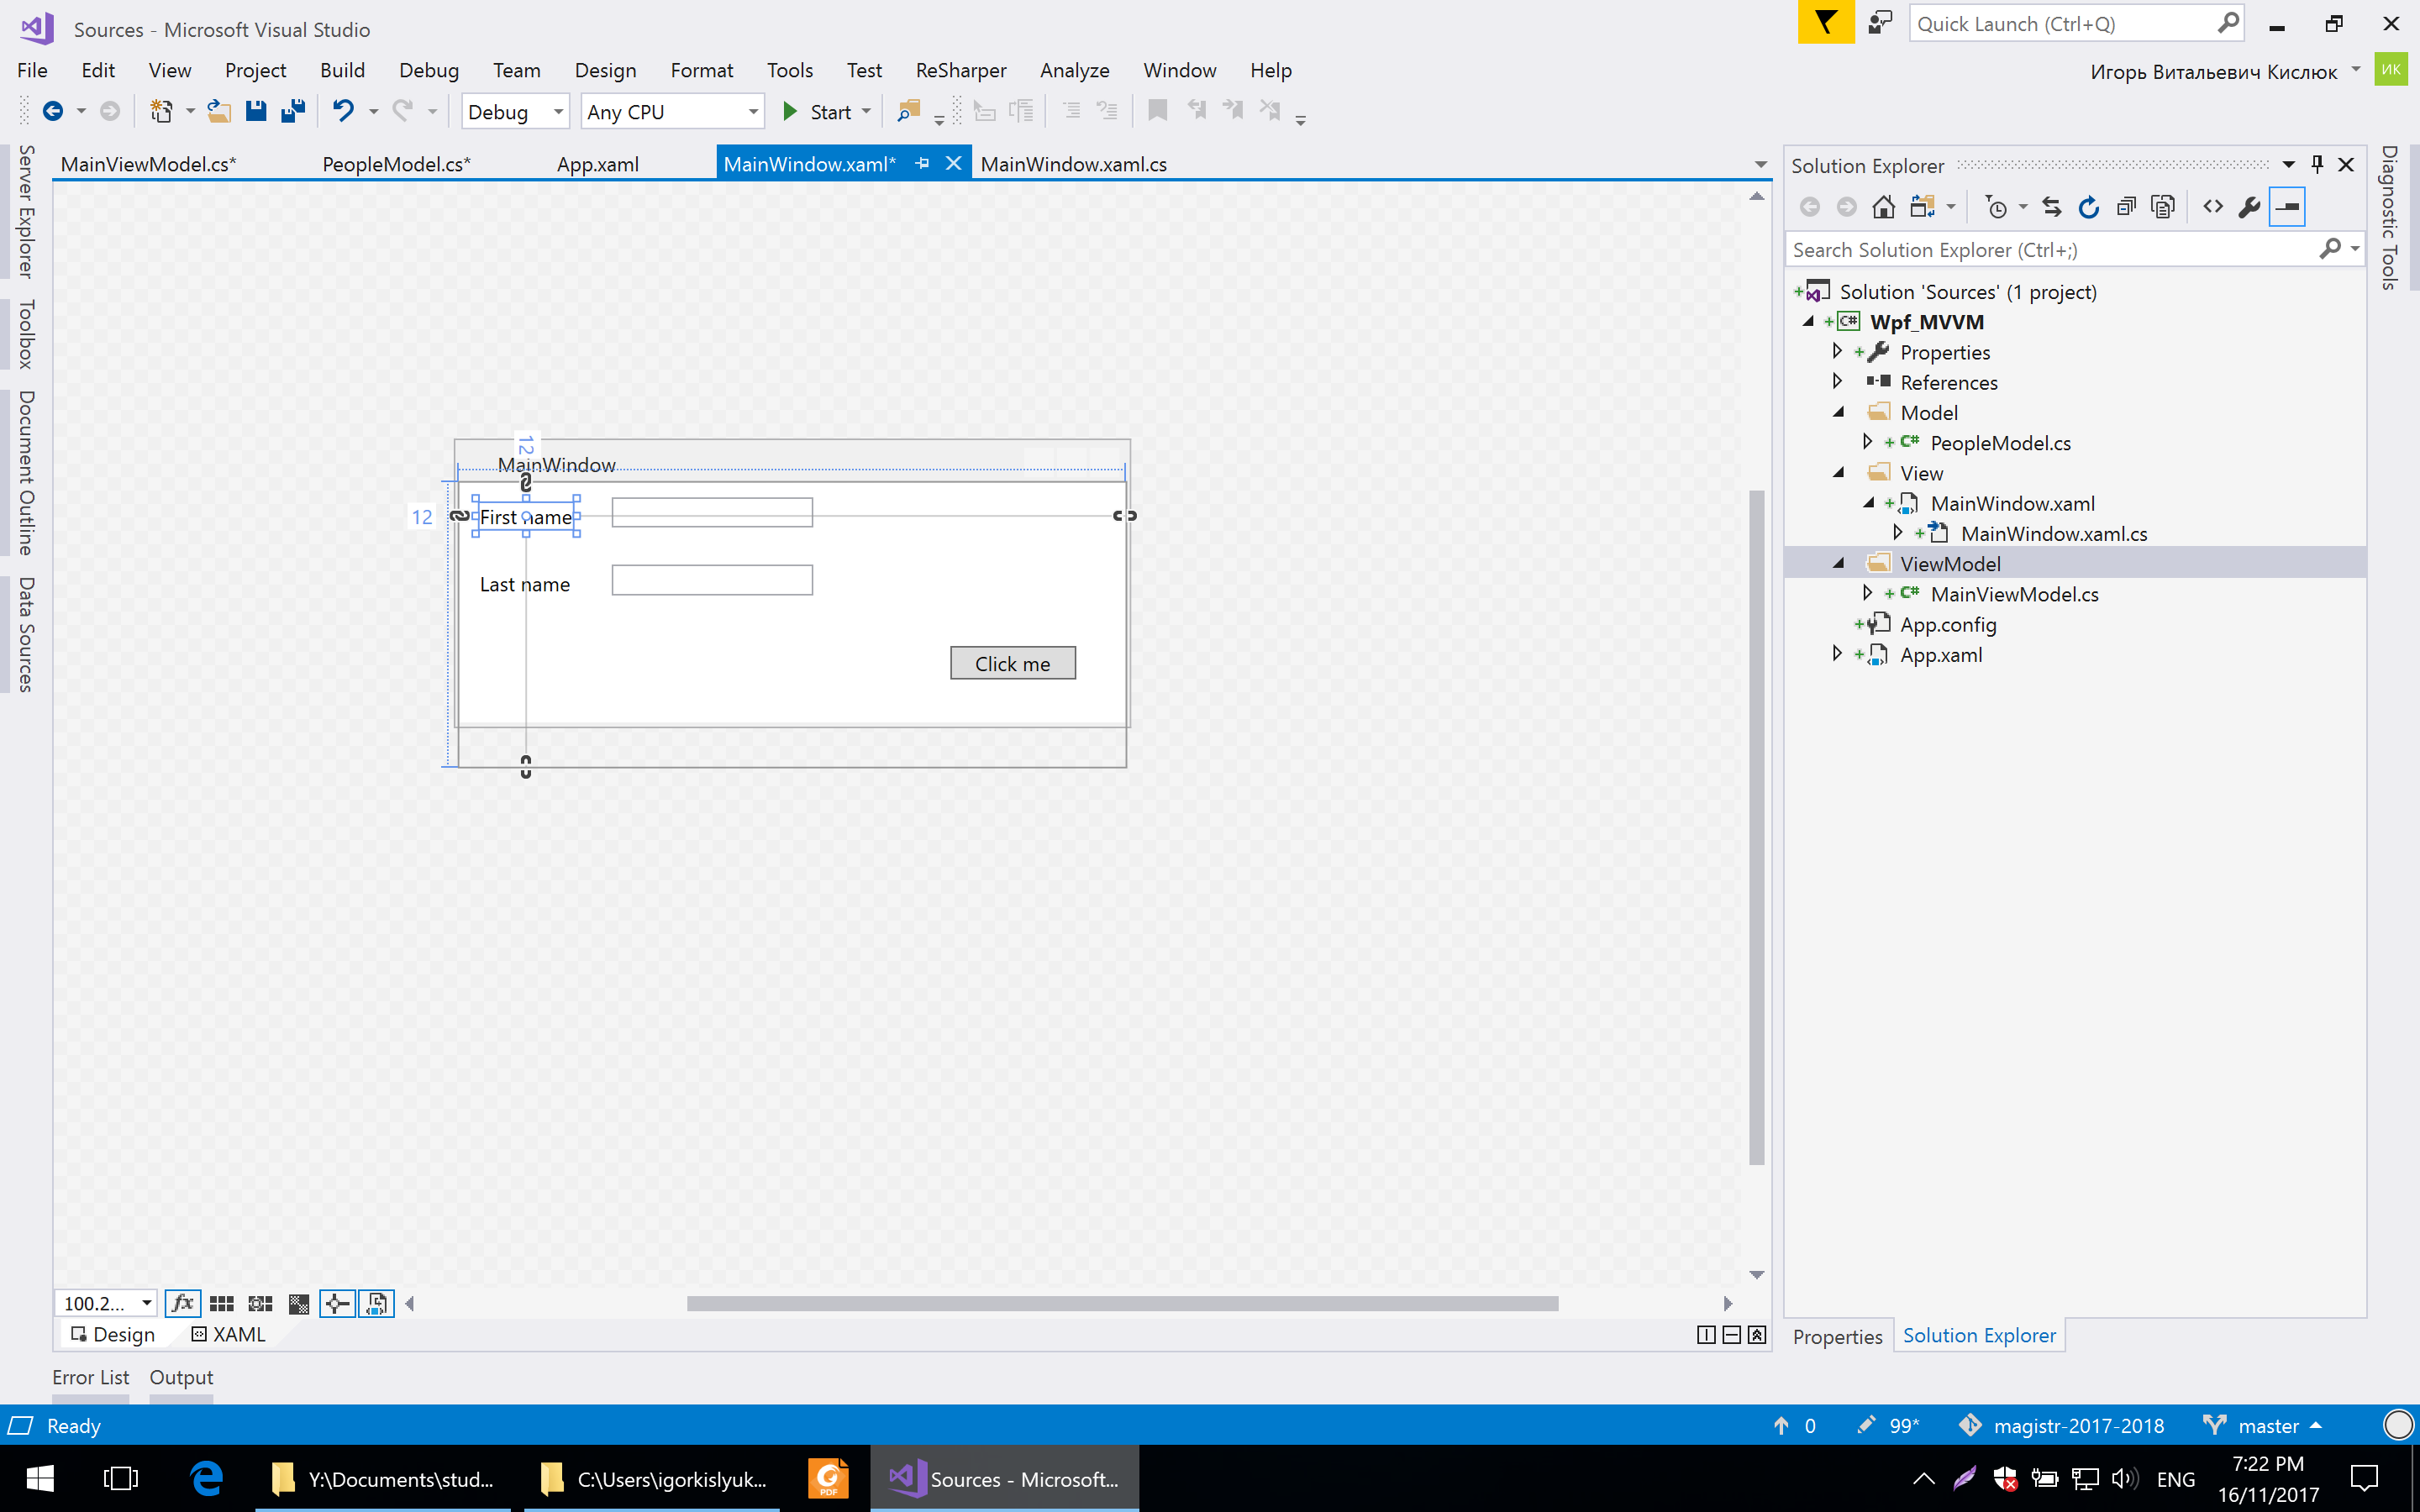 Sources - Microsoft Visual Studio
Quick Launch (Ctrl+Q)
File Edit View Project Build Debug Team Design Format Tools Test ReSharper Analyze Window Help
Игорь Витальевич Кислюк
ИК
Debug Any CPU Start
MainViewModel.cs* PeopleModel.cs* App.xaml MainWindow.xaml* MainWindow.xaml.cs
Server Explorer
Toolbox
Document Outline
Data Sources
12
MainWindow
12
First name
Last name
Click me
100.2...
fx
Design XAML
Error List Output
Solution Explorer
Search Solution Explorer (Ctrl+;)
Solution 'Sources' (1 project)
C# Wpf_MVVM
Properties
References
Model
C# PeopleModel.cs
View
MainWindow.xaml
MainWindow.xaml.cs
ViewModel
C# MainViewModel.cs
App.config
App.xaml
Properties Solution Explorer
Diagnostic Tools
Ready
0 99* magistr-2017-2018 master
Y:\Documents\stud...
C:\Users\igorkislyuk...
PDF
Sources - Microsoft...
ENG
7:22 PM
16/11/2017